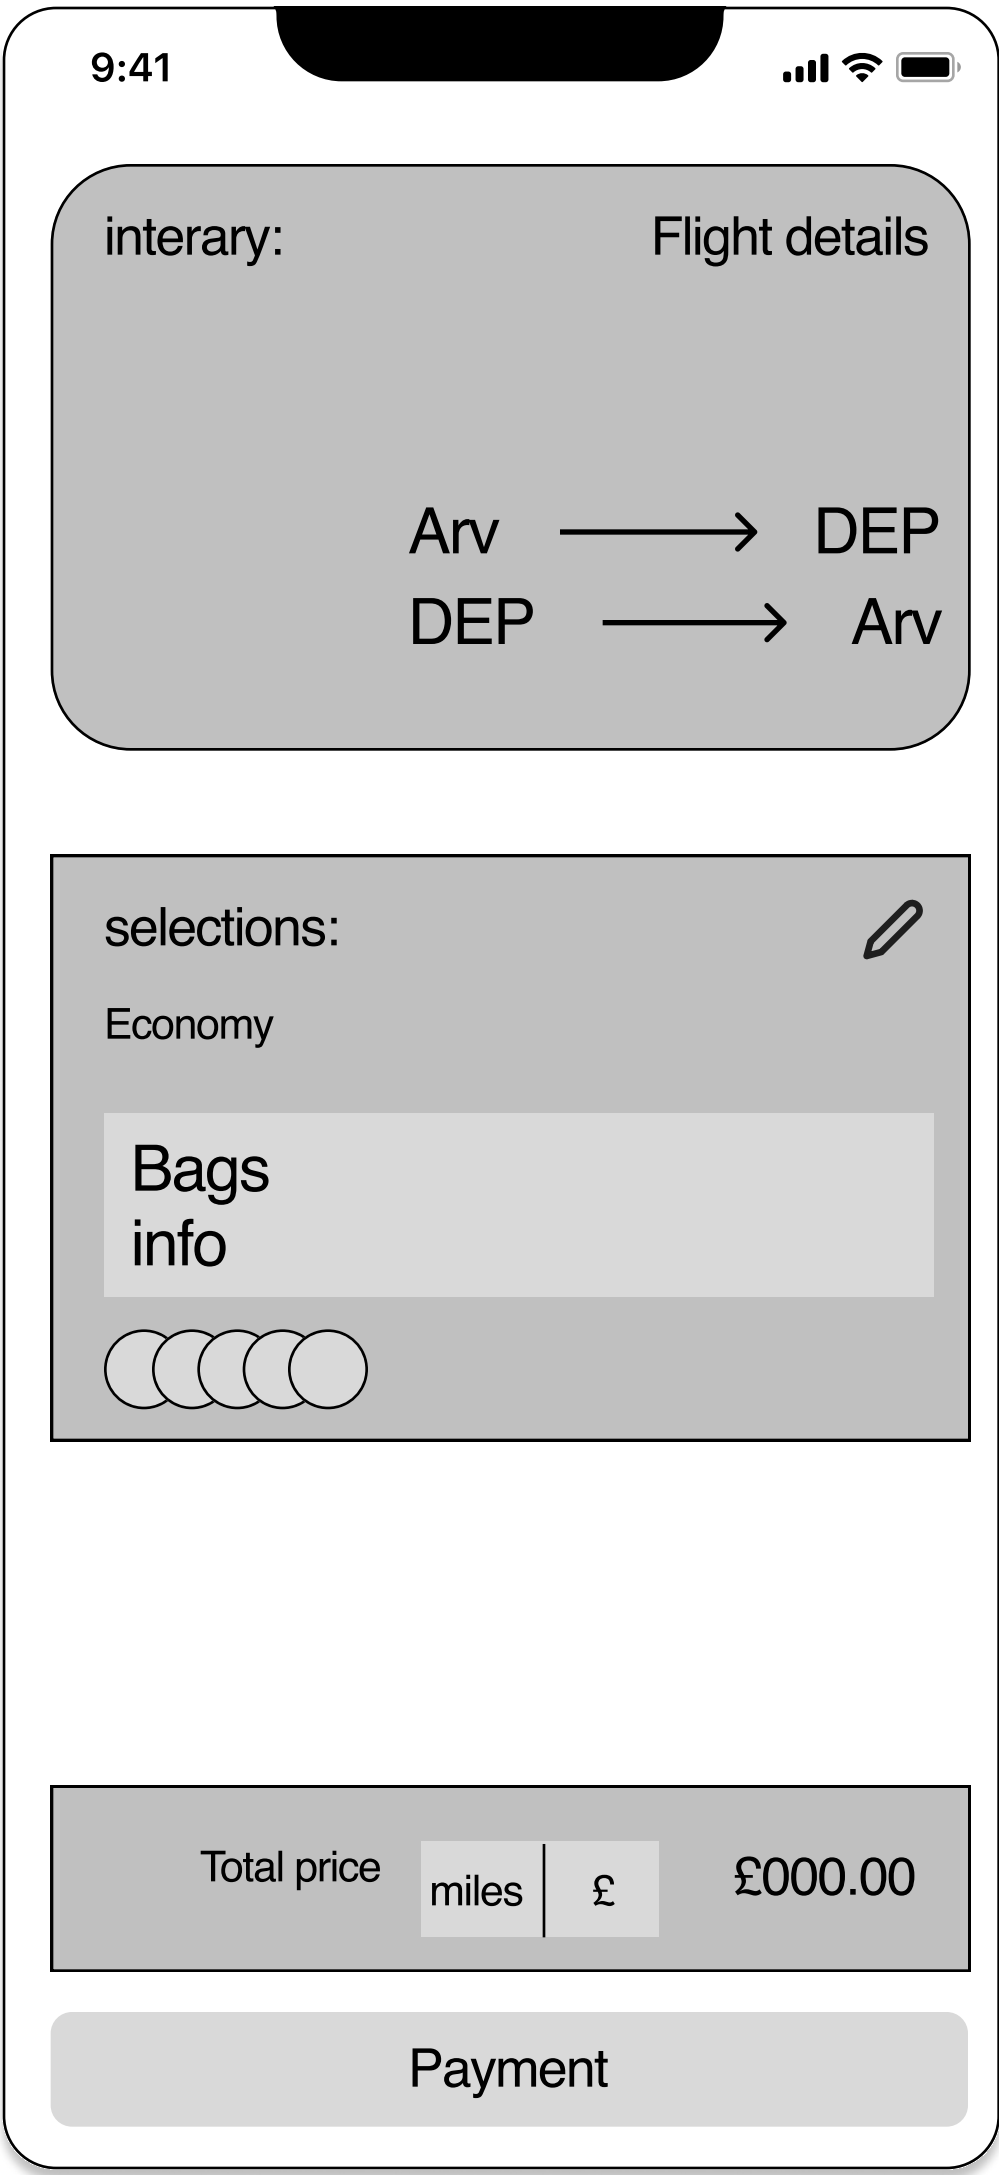 9:41
interary:
Flight details
Arv DEP
DEP Arv
selections:
Economy
Bags
info
Total price miles £ £000.00
Payment